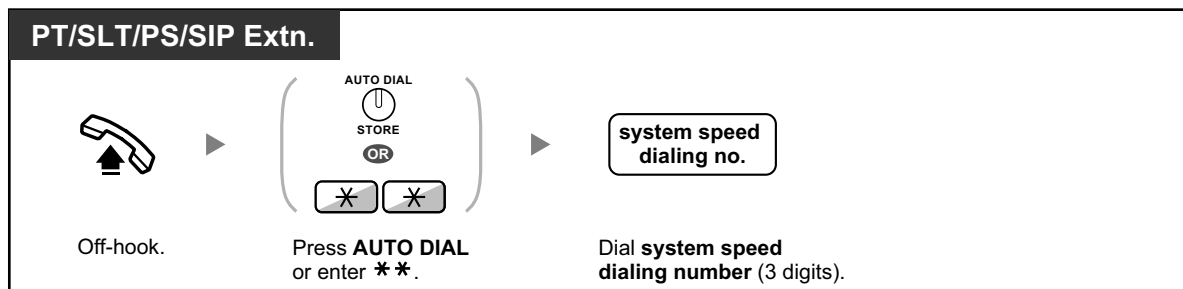 PT/SLT/PS/SIP Extn.
AUTO DIAL
STORE
OR
* *
system speed
dialing no.
Off-hook.
Press AUTO DIAL
or enter **.
Dial system speed
dialing number (3 digits).